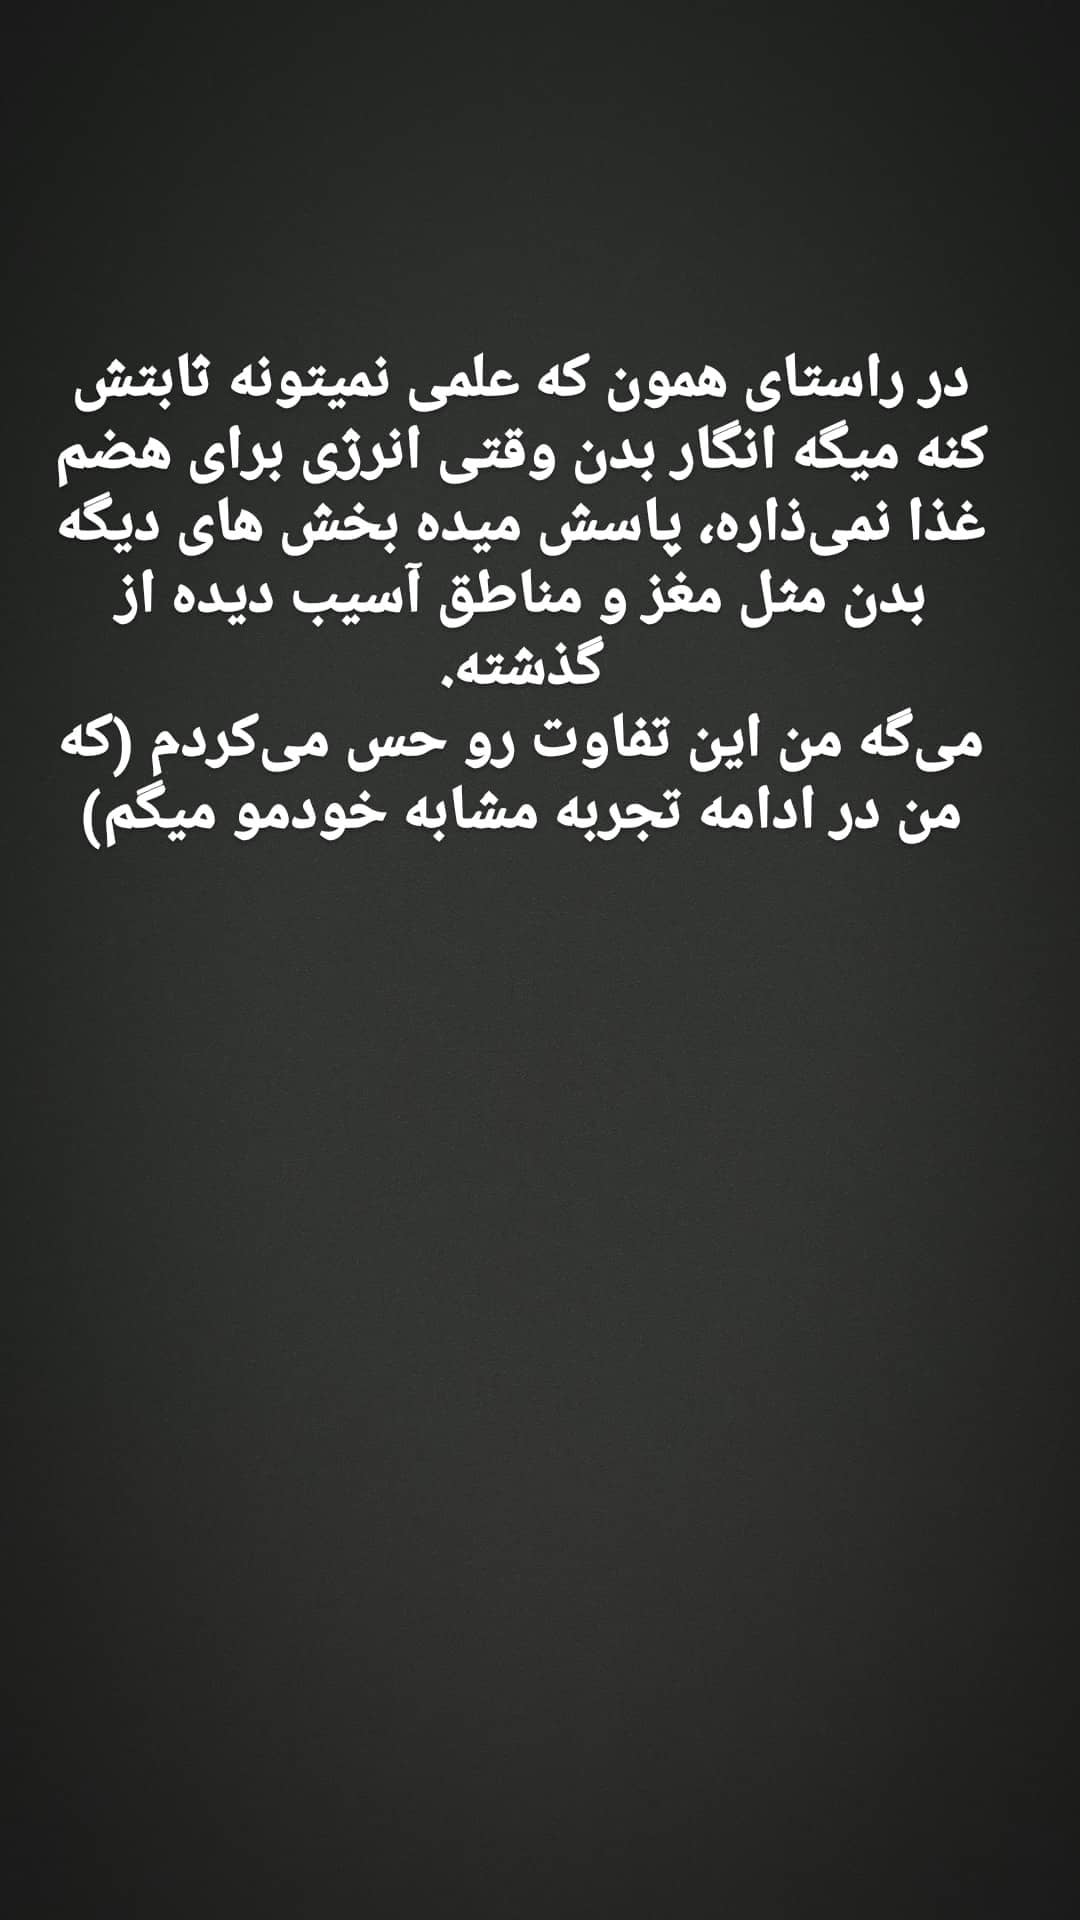 در راستای همون که علمی نمیتونه ثابتش
کنه میگه انگار بدن وقتی انرژی برای هضم
غذا نمی‌ذاره، پاسش میده بخش های دیگه
بدن مثل مغز و مناطق آسیب دیده از
گذشته.
می‌گه من این تفاوت رو حس می‌کردم (که
من در ادامه تجربه مشابه خودمو میگم)